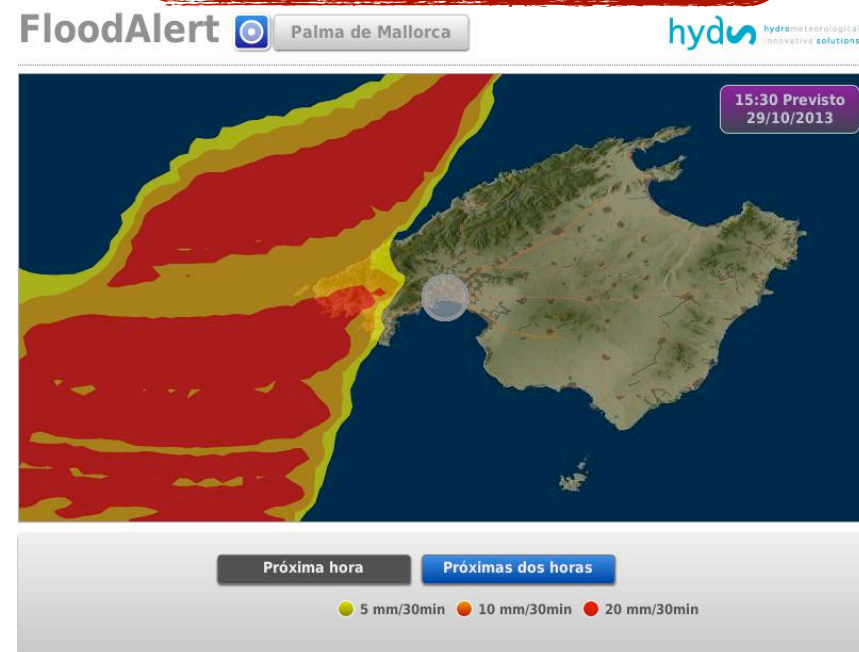 FloodAlert
Palma de Mallorca
hyds
hydrometeorological
innovative solutions
15:30 Previsto
29/10/2013
Próxima hora
Próximas dos horas
5 mm/30min
10 mm/30min
20 mm/30min